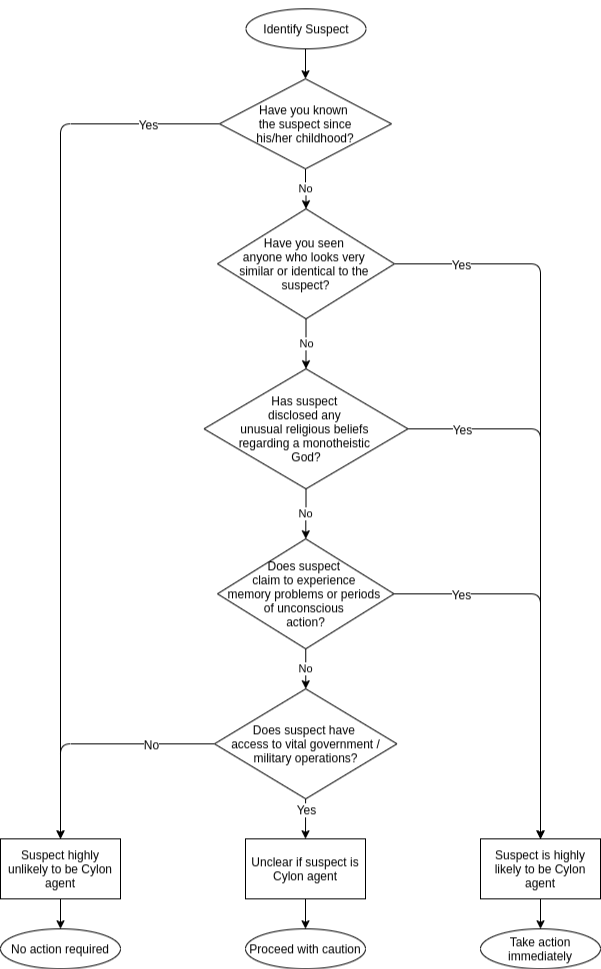 Identify Suspect
Have you known
the suspect since
his/her childhood?
Yes
No
Have you seen
anyone who looks very
similar or identical to the
suspect?
Yes
No
Has suspect
disclosed any
unusual religious beliefs
regarding a monotheistic
God?
Yes
No
Does suspect
claim to experience
memory problems or periods
of unconscious
action?
Yes
No
Does suspect have
access to vital government /
military operations?
No
Yes
Suspect highly
unlikely to be Cylon
agent
Unclear if suspect is
Cylon agent
Suspect is highly
likely to be Cylon
agent
No action required
Proceed with caution
Take action
immediately